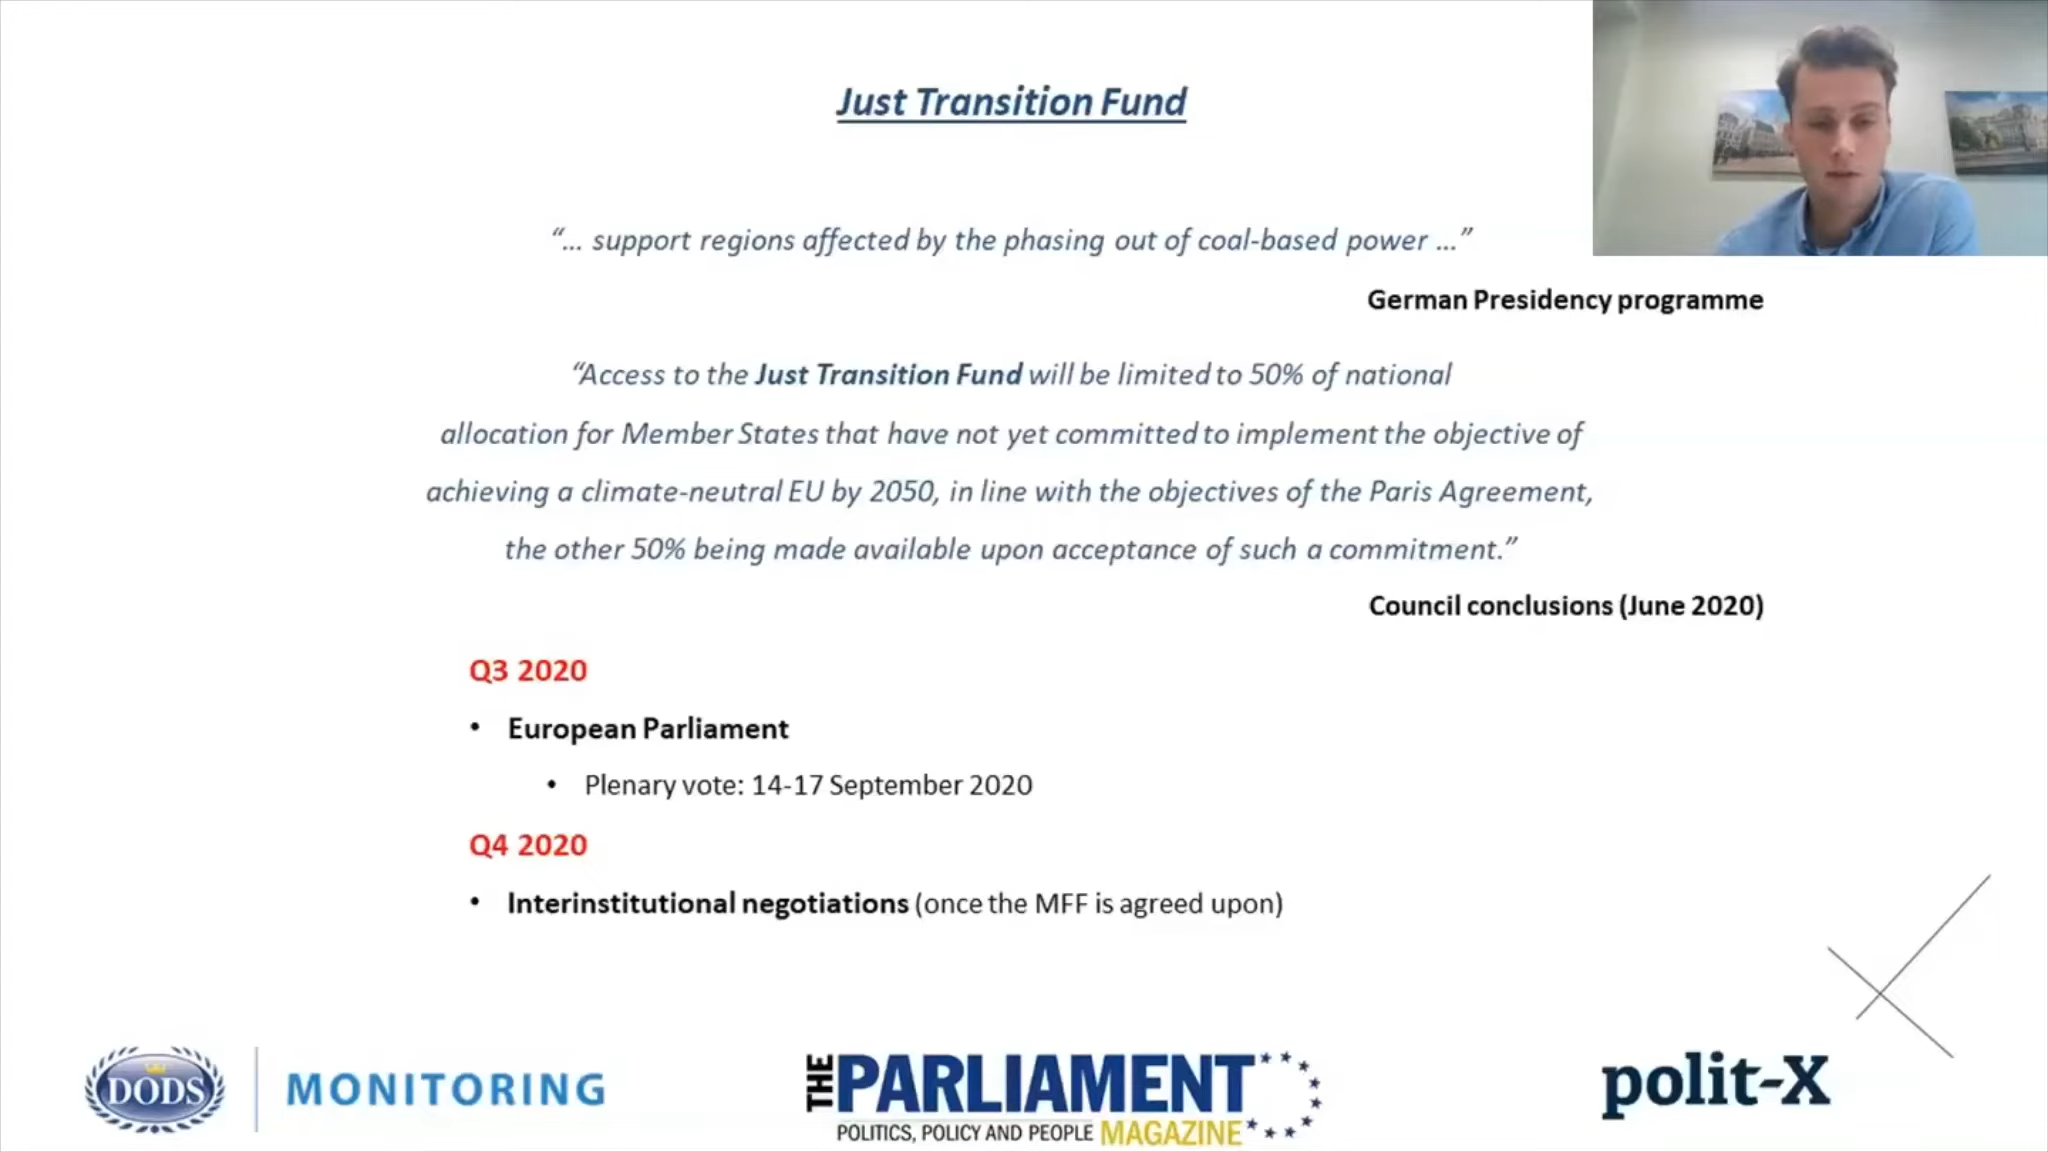 Just Transition Fund
“... support regions affected by the phasing out of coal-based power ...”
German Presidency programme
“Access to the Just Transition Fund will be limited to 50% of national
allocation for Member States that have not yet committed to implement the objective of
achieving a climate-neutral EU by 2050, in line with the objectives of the Paris Agreement,
the other 50% being made available upon acceptance of such a commitment.”
Council conclusions (June 2020)
Q3 2020
• European Parliament
• Plenary vote: 14-17 September 2020
Q4 2020
• Interinstitutional negotiations (once the MFF is agreed upon)
DODS MONITORING
THE PARLIAMENT
POLITICS, POLICY AND PEOPLE MAGAZINE
polit-X